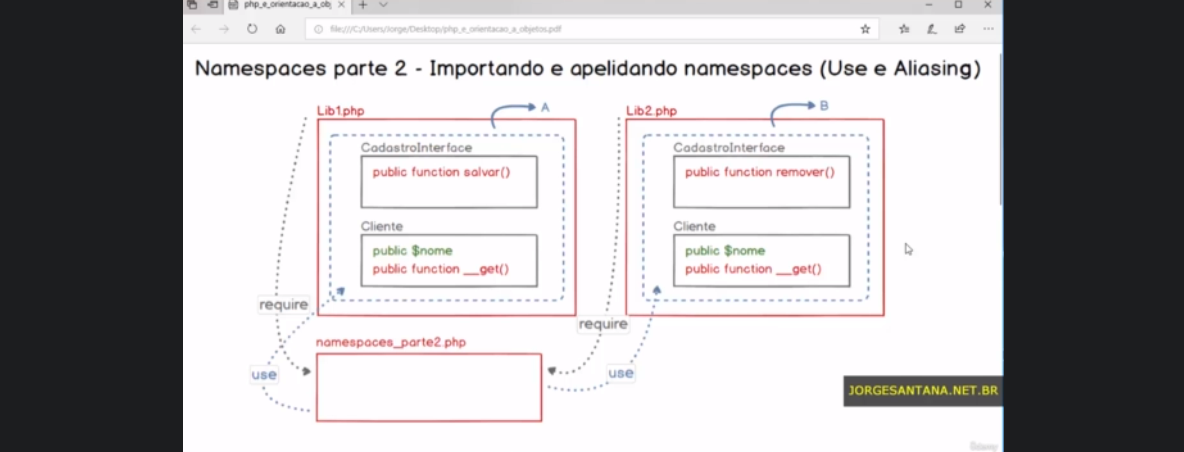 php_e_orientacao_a_obj
file:///C:/Users/Jorge/Desktop/php_e_orientacao_a_objetos.pdf
Namespaces parte 2 - Importando e apelidando namespaces (Use e Aliasing)
Lib1.php
A
Lib2.php
B
CadastroInterface
public function salvar()
Cliente
public $nome
public function __get()
CadastroInterface
public function remover()
Cliente
public $nome
public function __get()
require
require
namespaces_parte2.php
use
use
JORGESANTANA.NET.BR
Udemy